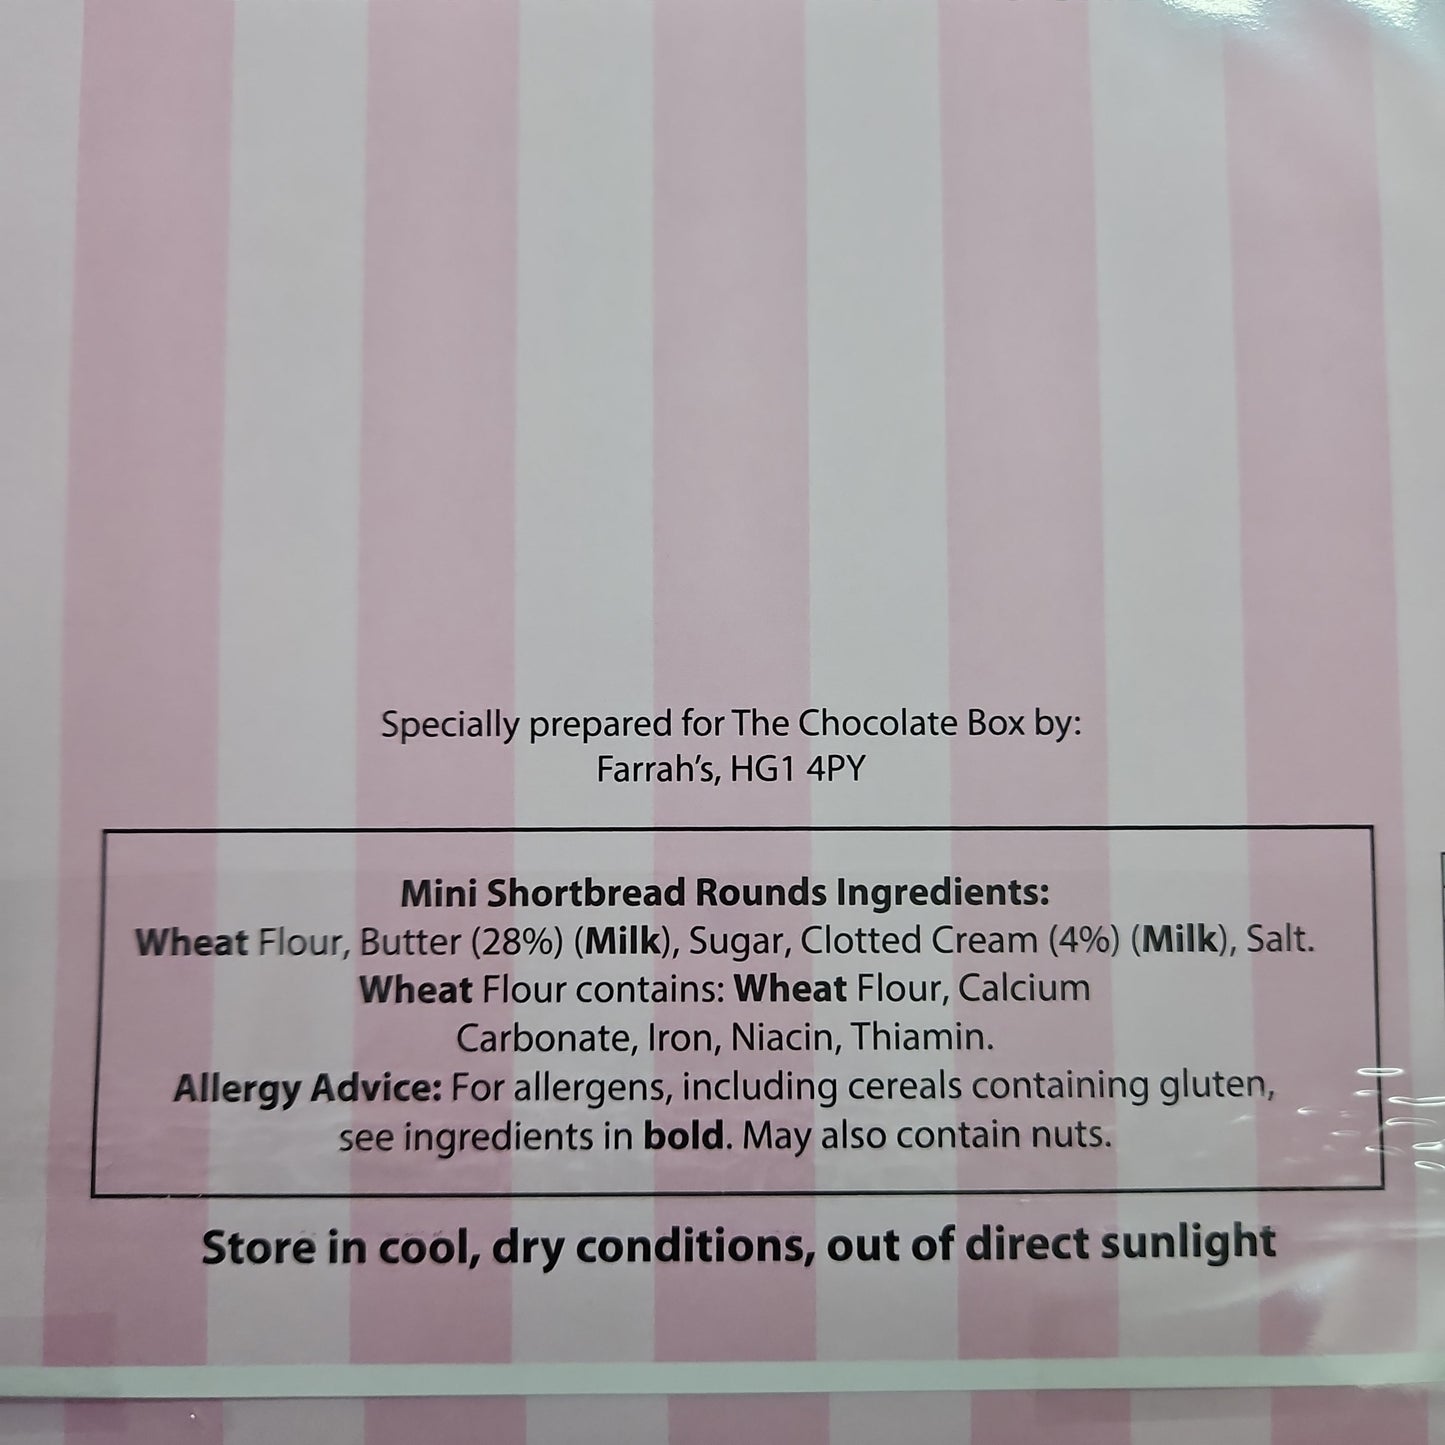 Specially prepared for The Chocolate Box by:
Farrah's, HG1 4PY
Mini Shortbread Rounds Ingredients:
Wheat Flour, Butter (28%) (Milk), Sugar, Clotted Cream (4%) (Milk), Salt.
Wheat Flour contains: Wheat Flour, Calcium
Carbonate, Iron, Niacin, Thiamin.
Allergy Advice: For allergens, including cereals containing gluten,
see ingredients in bold. May also contain nuts.
Store in cool, dry conditions, out of direct sunlight